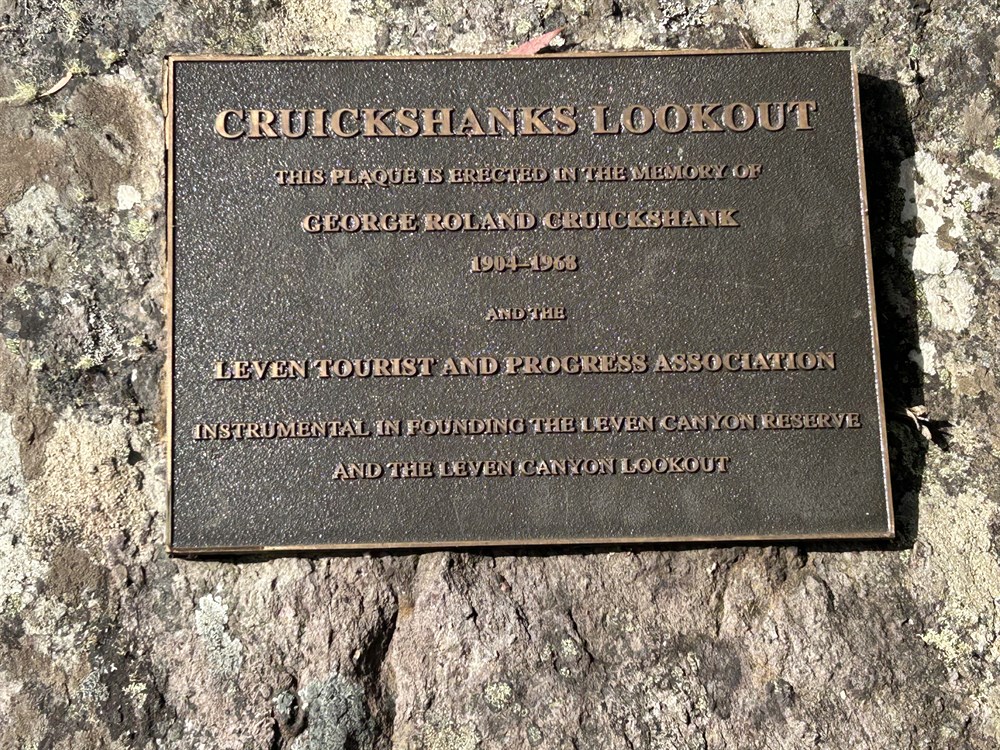 CRUICKSHANKS LOOKOUT
THIS PLAQUE IS ERECTED IN THE MEMORY OF
GEORGE ROLAND CRUICKSHANK
1904–1968
AND THE
LEVEN TOURIST AND PROGRESS ASSOCIATION
INSTRUMENTAL IN FOUNDING THE LEVEN CANYON RESERVE
AND THE LEVEN CANYON LOOKOUT